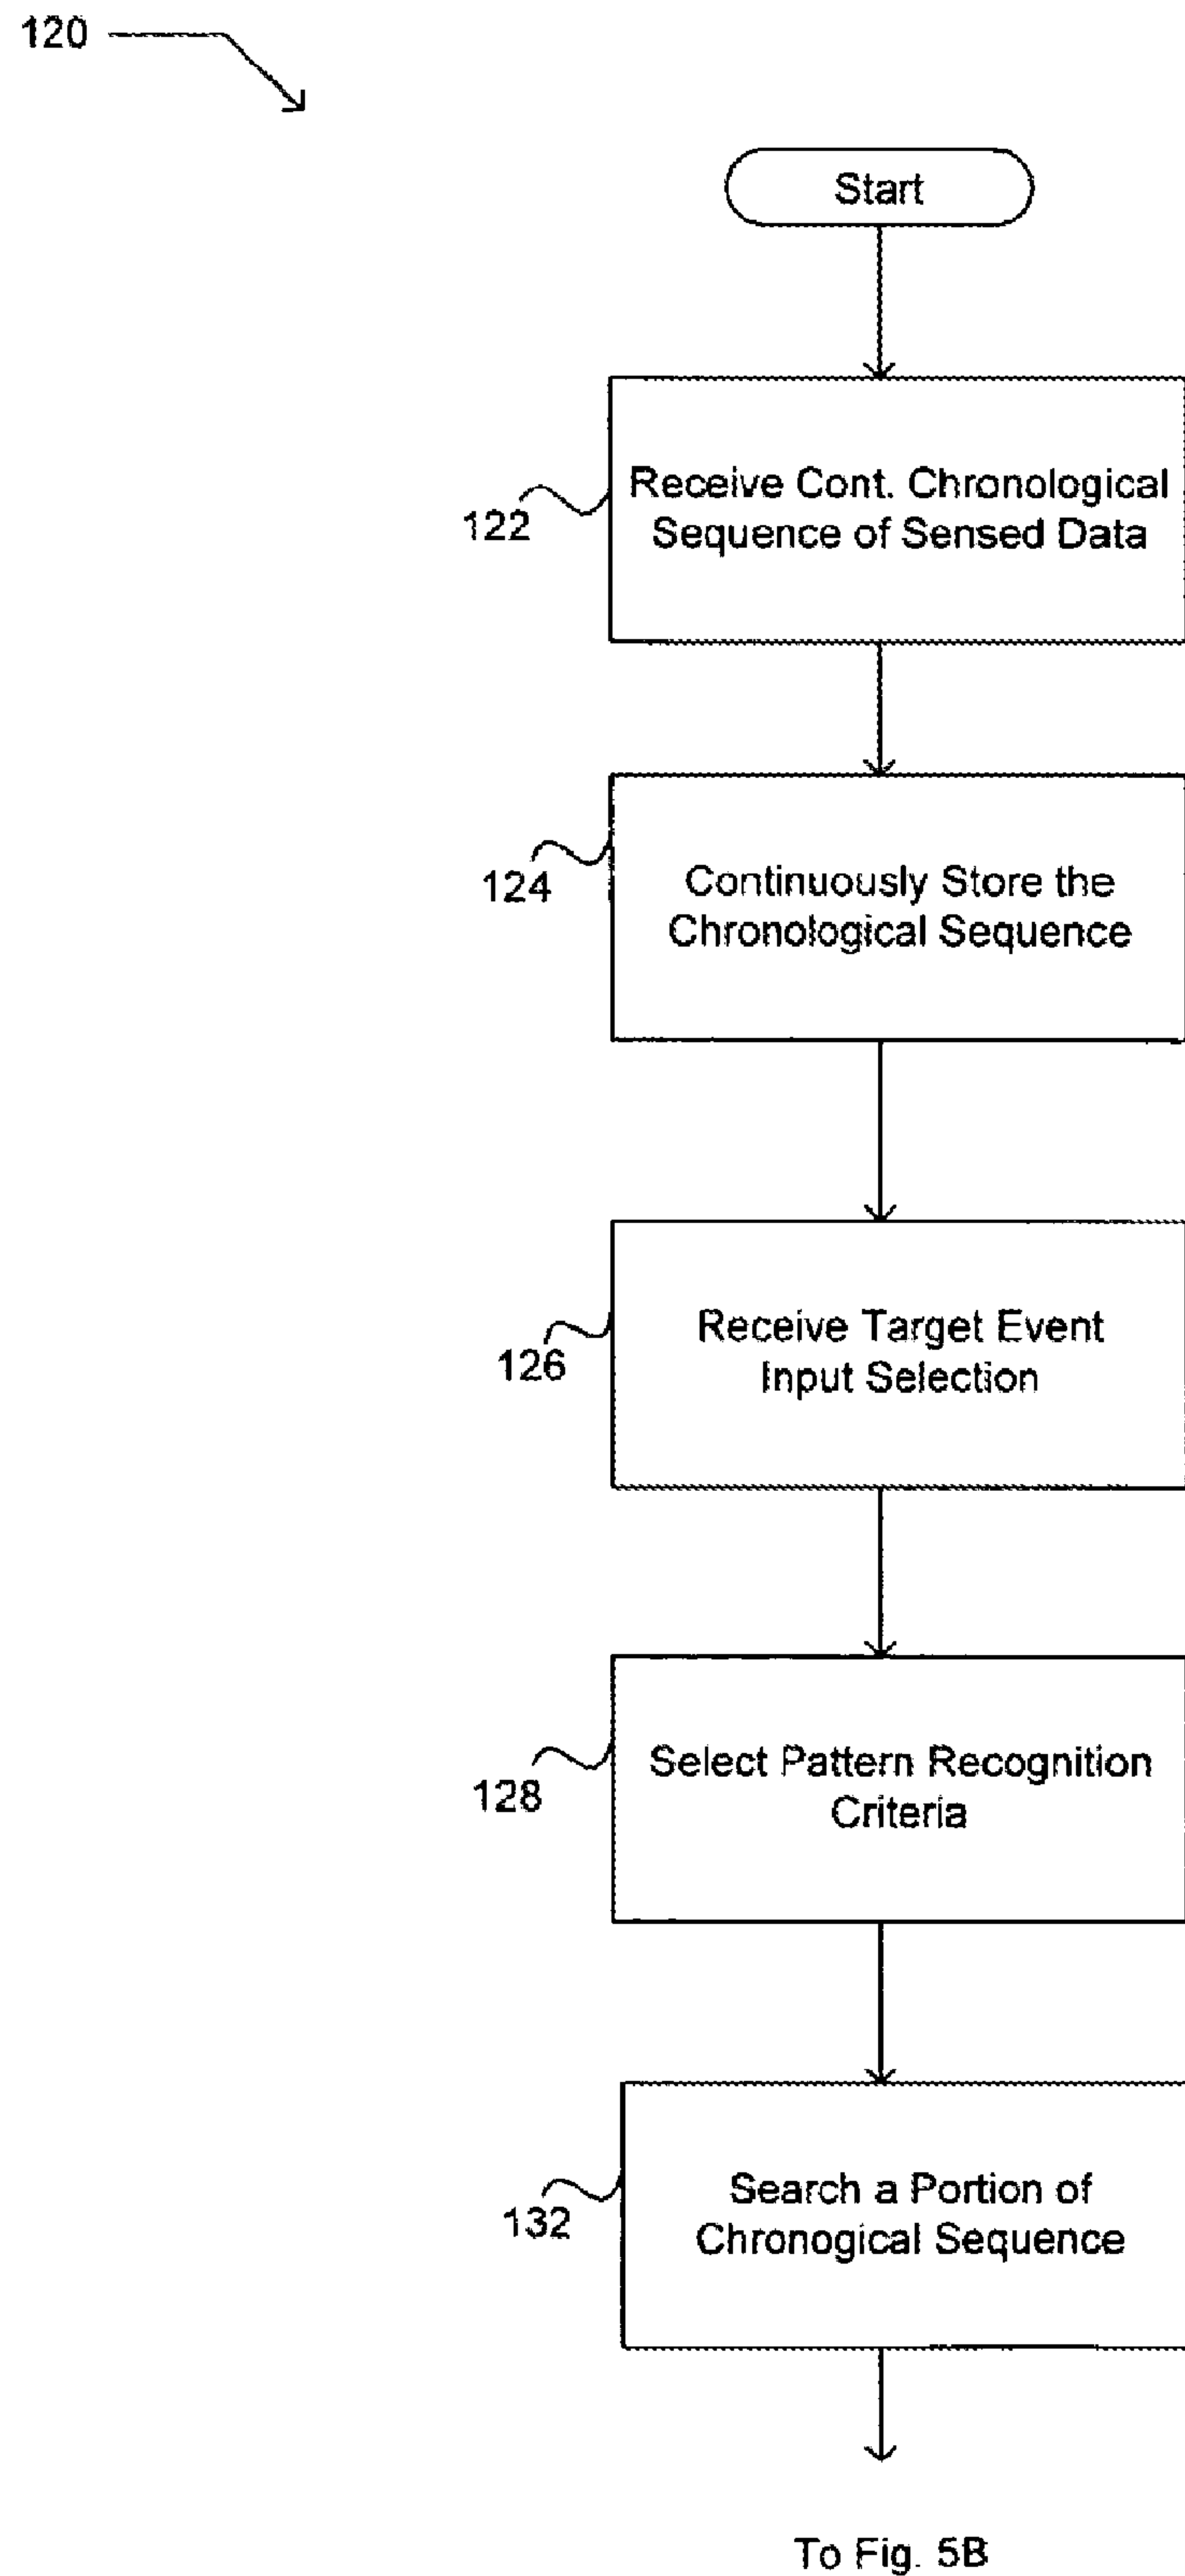 120
Start
Receive Cont. Chronological
Sequence of Sensed Data
122
Continuously Store the
Chronological Sequence
124
Receive Target Event
Input Selection
126
Select Pattern Recognition
Criteria
128
Search a Portion of
Chronogical Sequence
132
To Fig. 5B